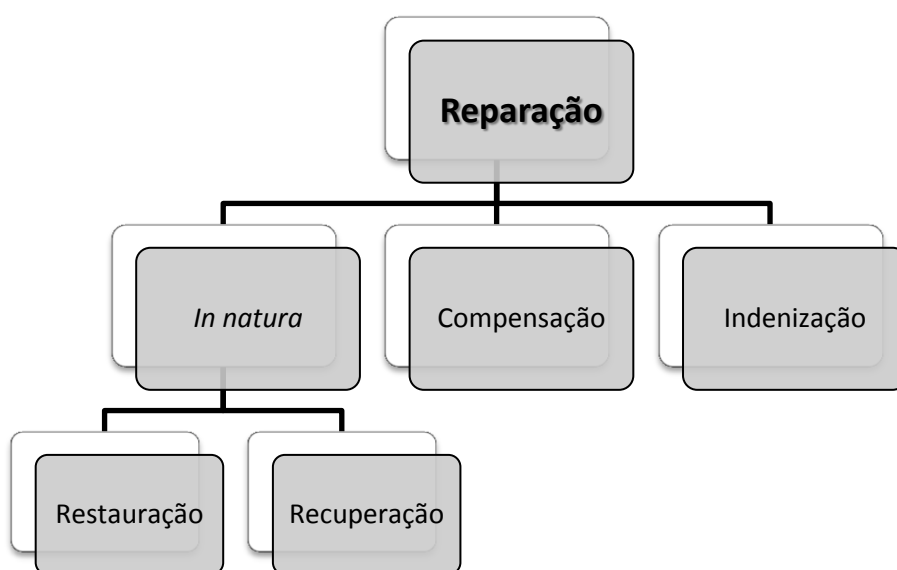 Reparação
In natura
Compensação
Indenização
Restauração
Recuperação